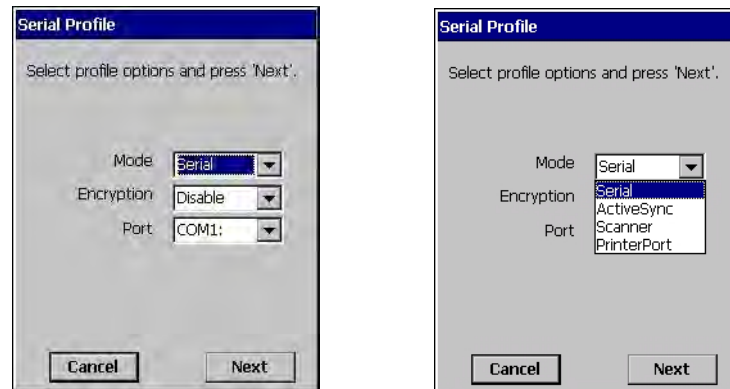 Serial Profile
Select profile options and press 'Next'.
Mode Serial
Encryption Disable
Port COM1:
Cancel Next
Serial Profile
Select profile options and press 'Next'.
Mode Serial
Serial
Encryption
ActiveSync
Port
Scanner
PrinterPort
Cancel Next